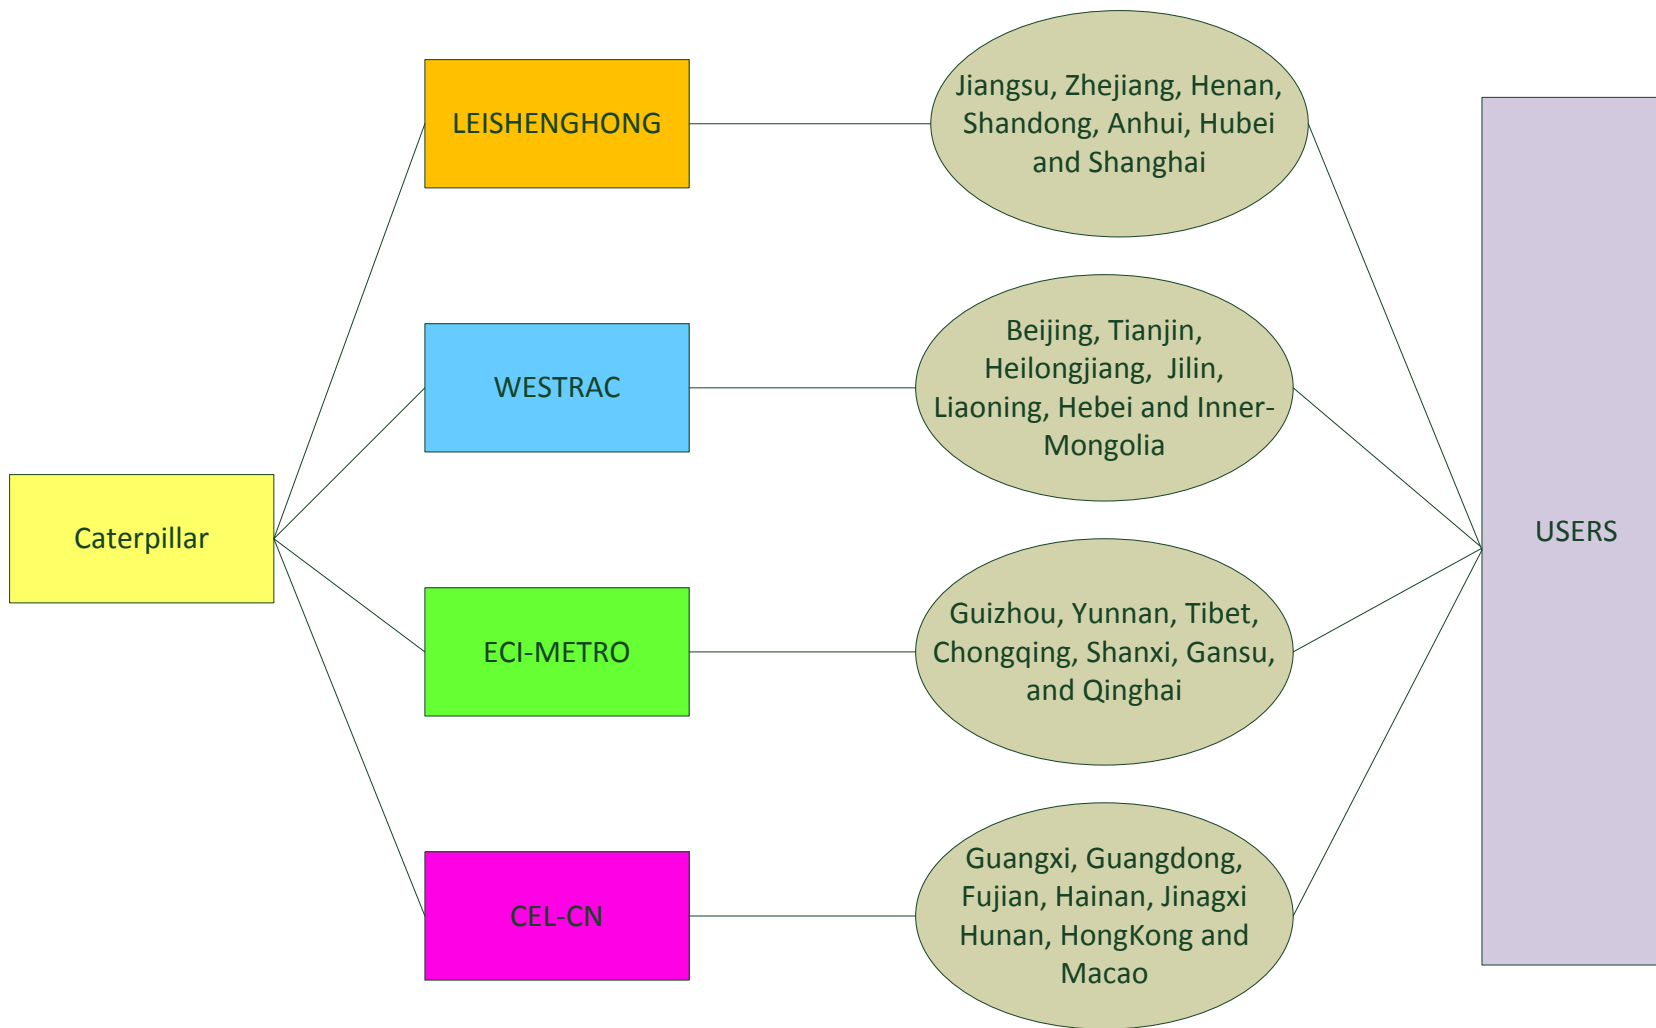 LEISHENGHONG
Jiangsu, Zhejiang, Henan,
Shandong, Anhui, Hubei
and Shanghai
WESTRAC
Beijing, Tianjin,
Heilongjiang,  Jilin,
Liaoning, Hebei and Inner-
Mongolia
Caterpillar
USERS
ECI-METRO
Guizhou, Yunnan, Tibet,
Chongqing, Shanxi, Gansu,
and Qinghai
CEL-CN
Guangxi, Guangdong,
Fujian, Hainan, Jinagxi
Hunan, HongKong and
Macao